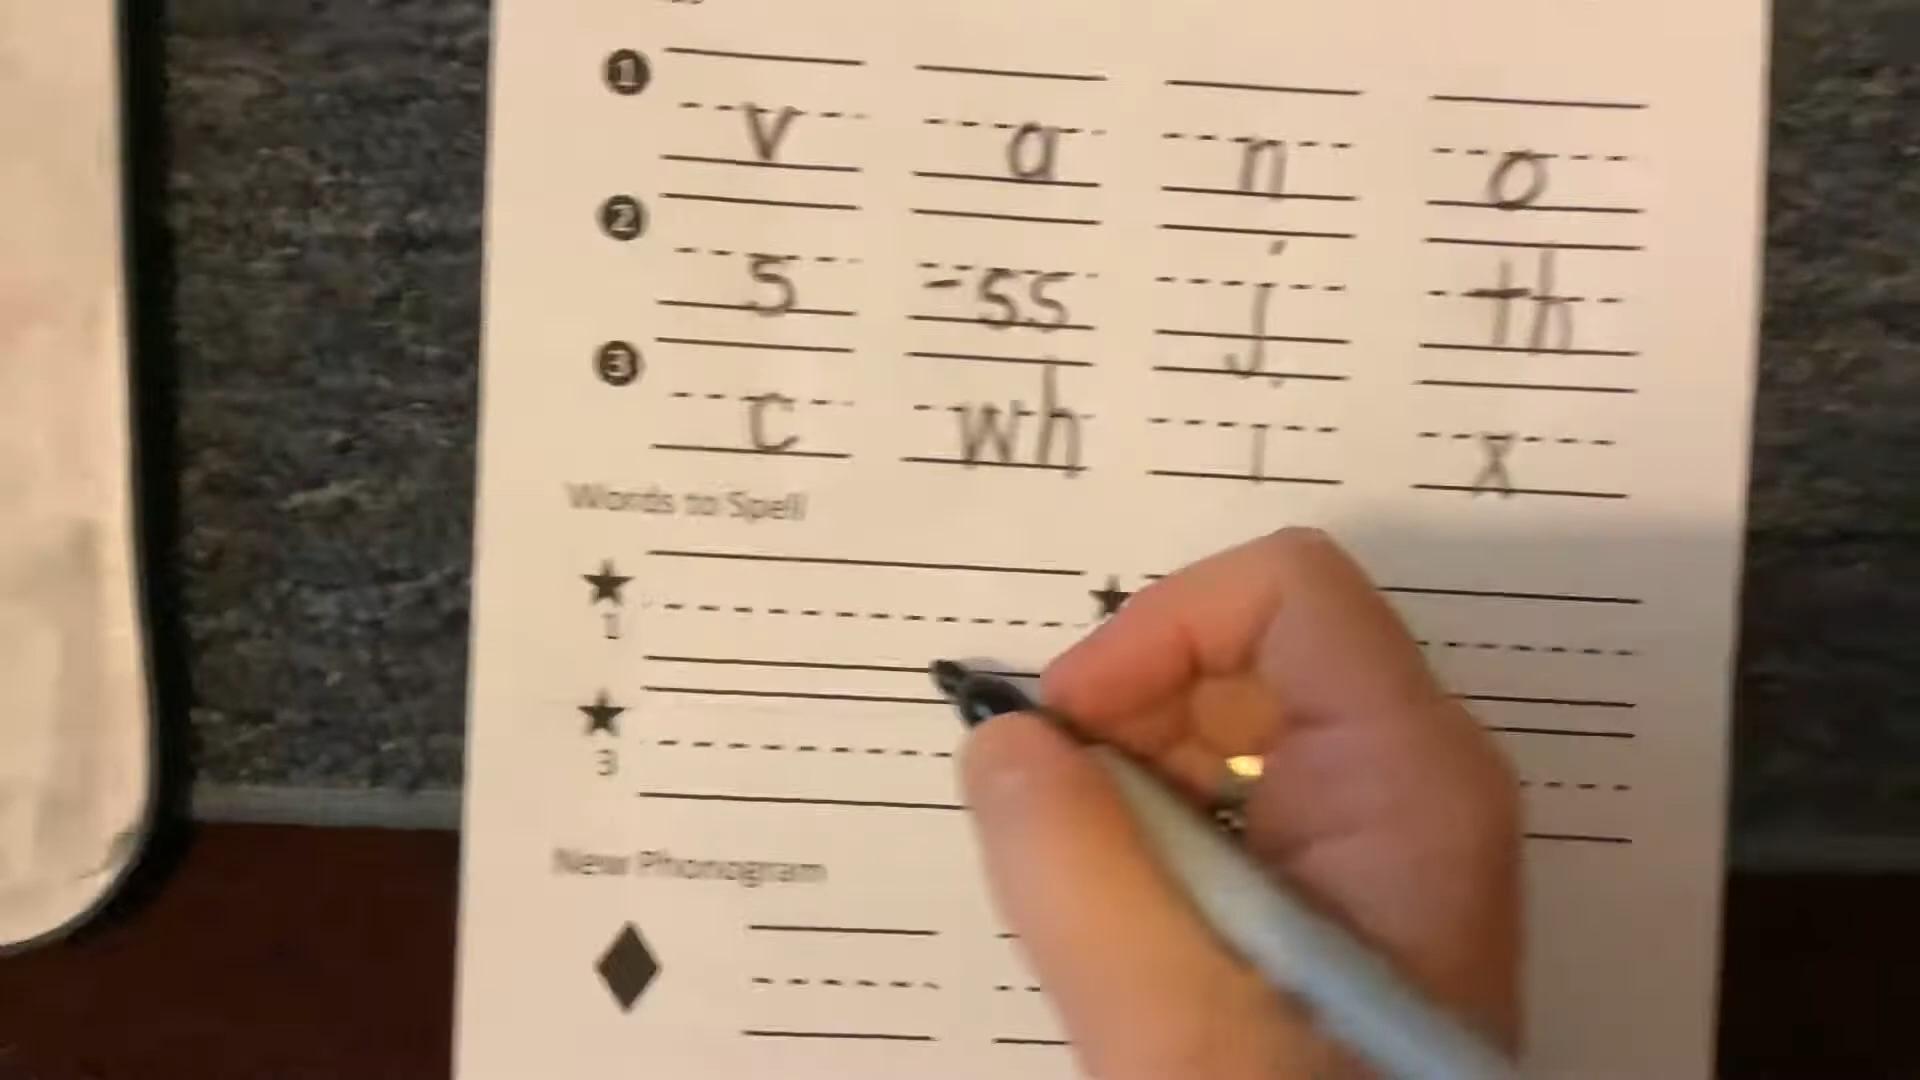 1 v a n o
2 s -ss j th
3 c wh i x
Words to Spell
1
3
New Phonogram